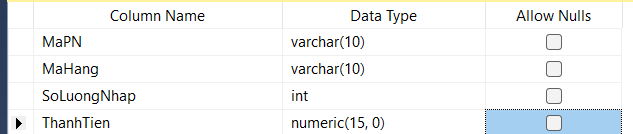 Column Name Data Type Allow Nulls
MaPN varchar(10)
MaHang varchar(10)
SoLuongNhap int
ThanhTien numeric(15, 0)